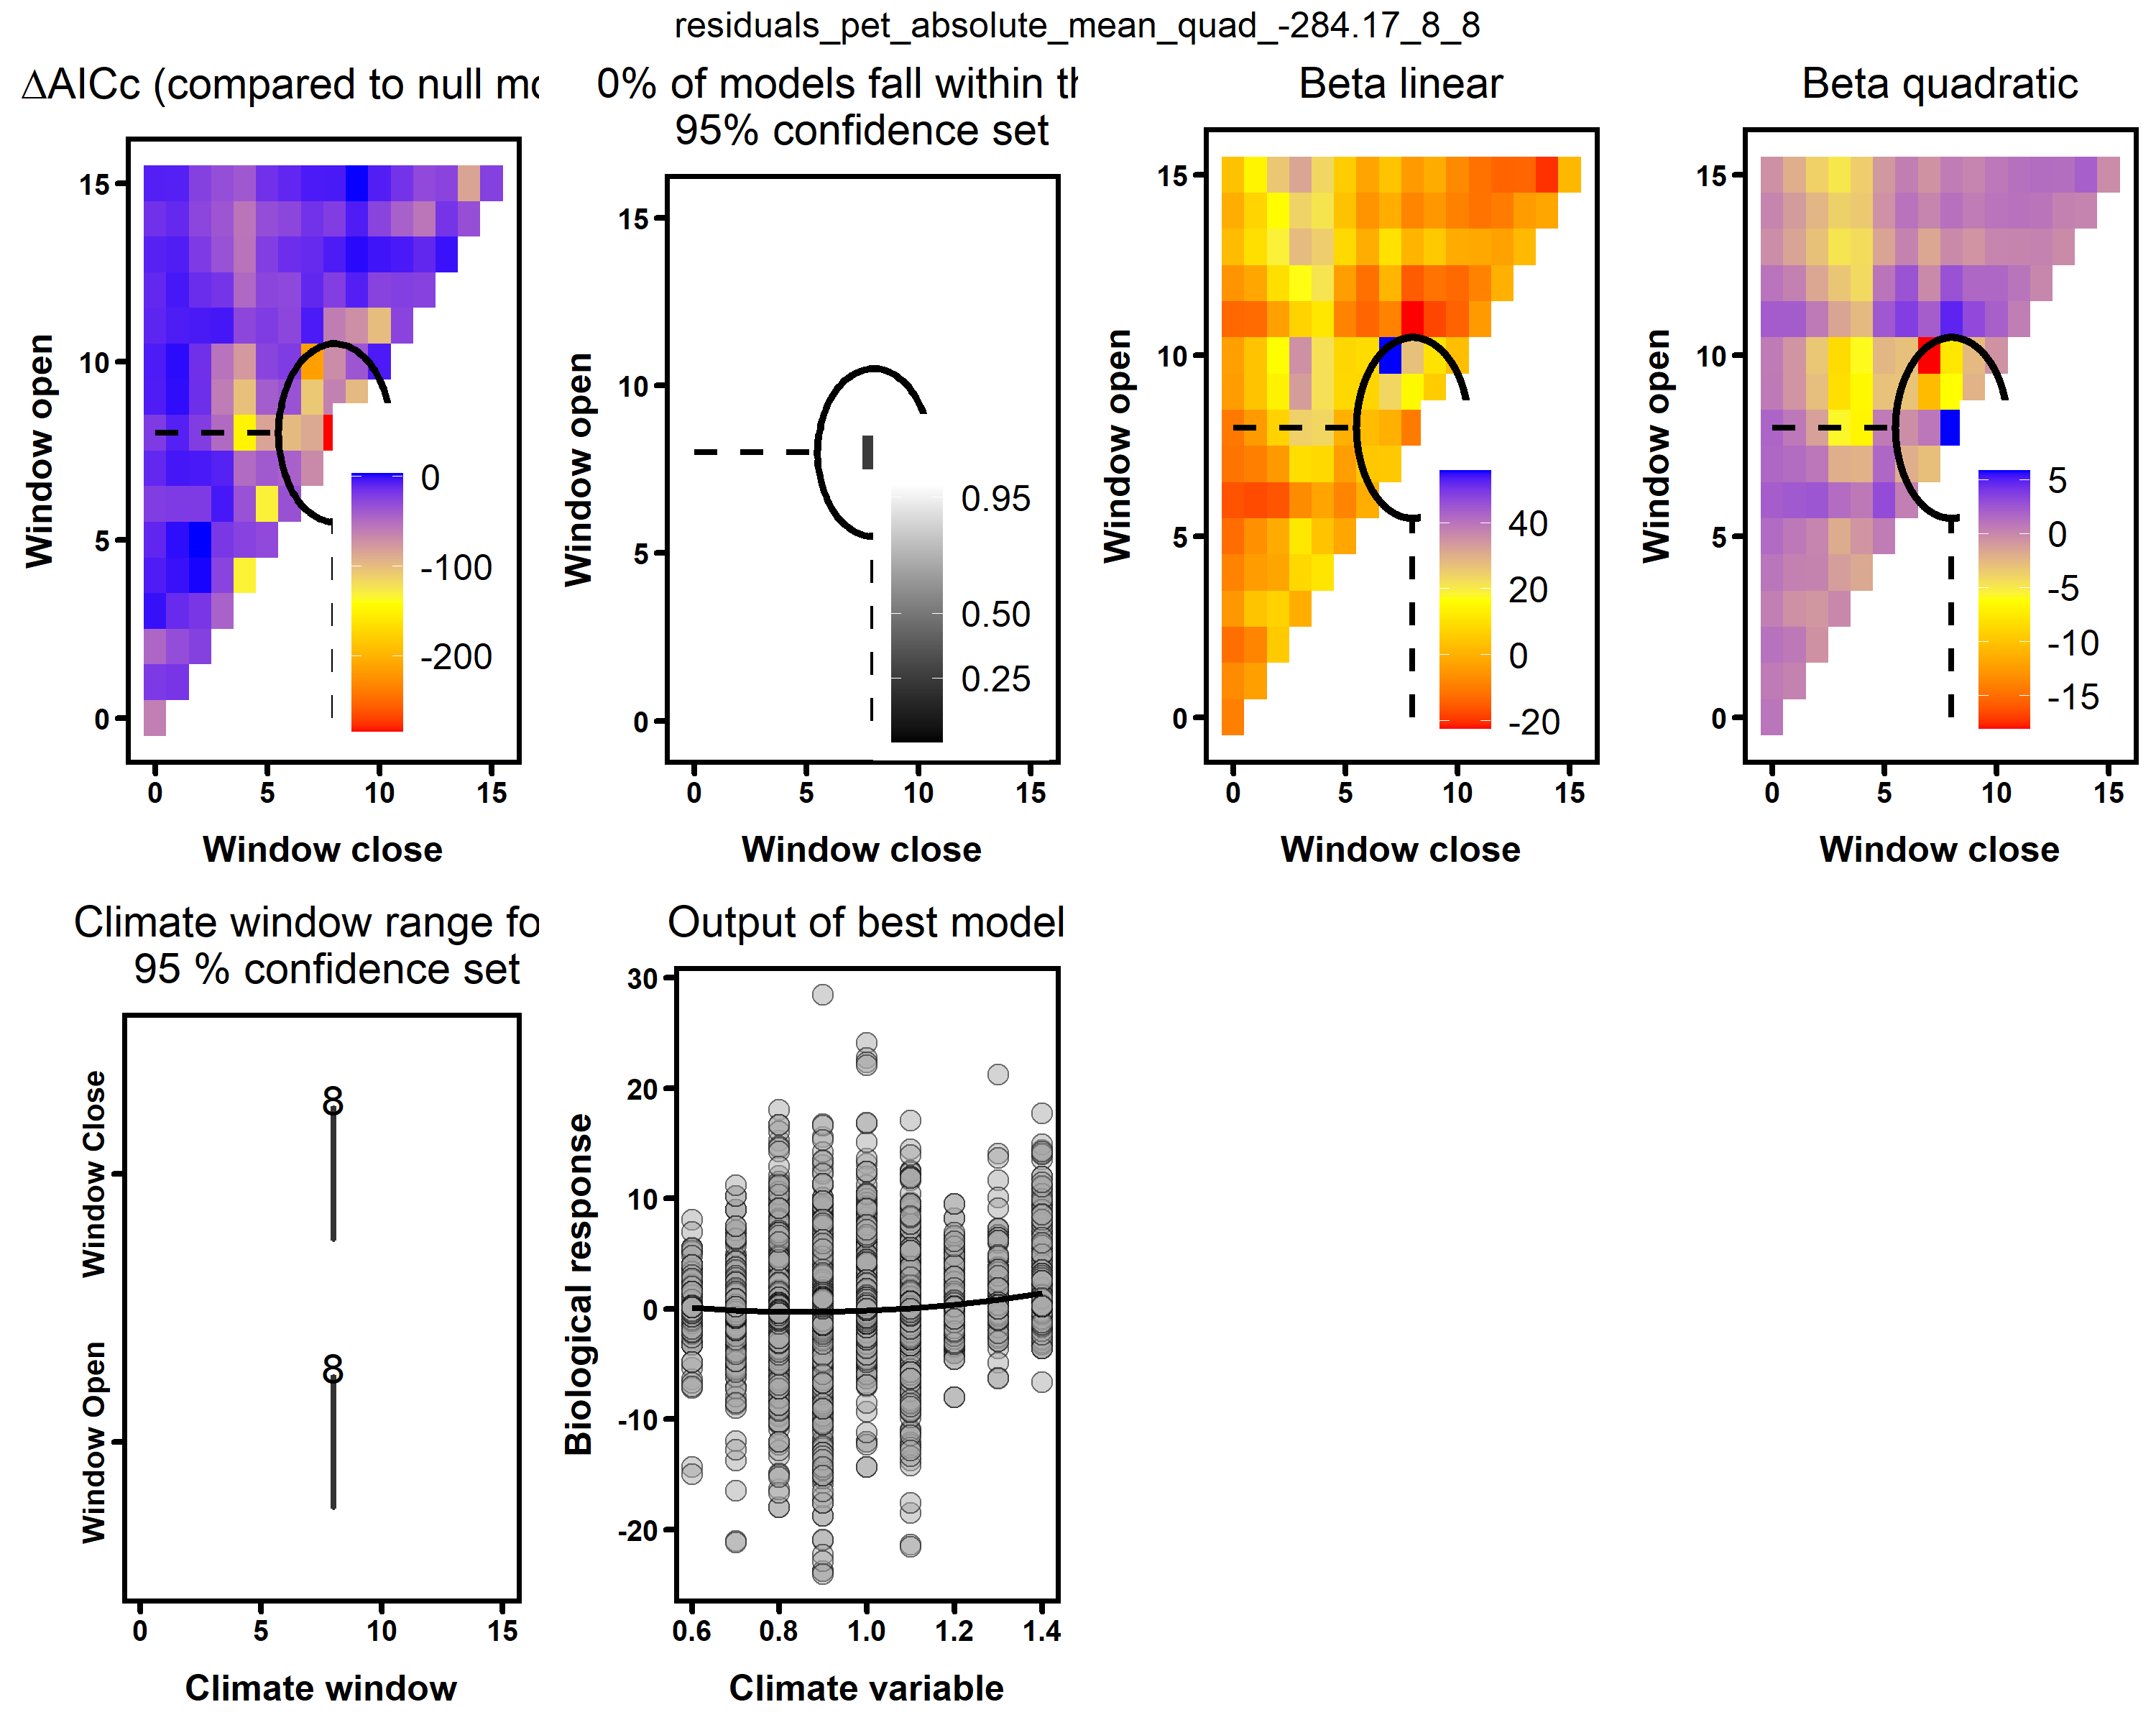 residuals_pet_absolute_mean_quad_-284.17_8_8
ΔAICc (compared to null mo
Window open
15
10
5
0
0
-100
-200
0 5 10 15
Window close
0% of models fall within th
95% confidence set
Window open
15
10
5
0
0.95
0.50
0.25
0 5 10 15
Window close
Beta linear
Window open
15
10
5
0
40
20
0
-20
0 5 10 15
Window close
Beta quadratic
Window open
15
10
5
0
5
0
-5
-10
-15
0 5 10 15
Window close
Climate window range fo
95 % confidence set
Window Close
Window Open
8
8
0 5 10 15
Climate window
Output of best model
Biological response
30
20
10
0
-10
-20
0.6 0.8 1.0 1.2 1.4
Climate variable